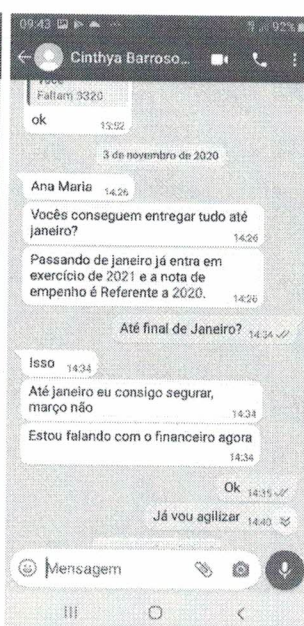 09:43 92%
Cinthya Barroso...
Você
Faltam 3320
ok 13:52
3 de novembro de 2020
Ana Maria 14:26
Vocês conseguem entregar tudo até
janeiro? 14:26
Passando de janeiro já entra em
exercício de 2021 e a nota de
empenho é Referente a 2020. 14:26
Até final de Janeiro? 14:34
Isso 14:34
Até janeiro eu consigo segurar,
março não 14:34
Estou falando com o financeiro agora
14:34
Ok 14:35
Já vou agilizar 14:40
Mensagem